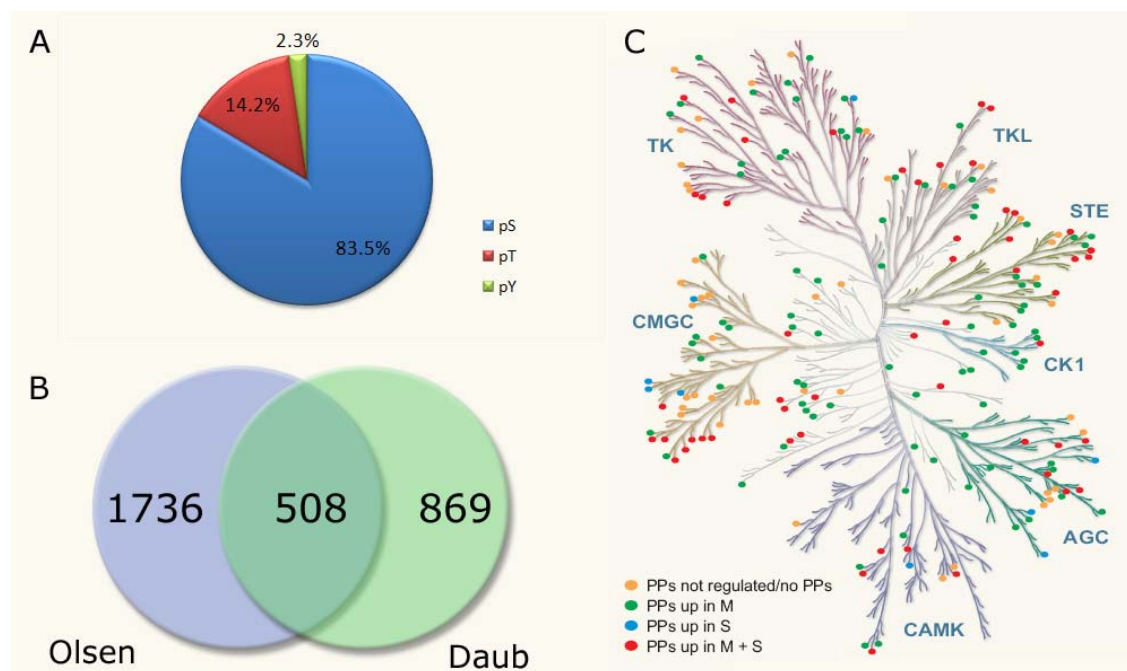 A
2.3%
14.2%
83.5%
pS
pT
pY
B
1736
508
869
Olsen
Daub
C
TK
TKL
STE
CMGC
CK1
AGC
CAMK
PPs not regulated/no PPs
PPs up in M
PPs up in S
PPs up in M + S